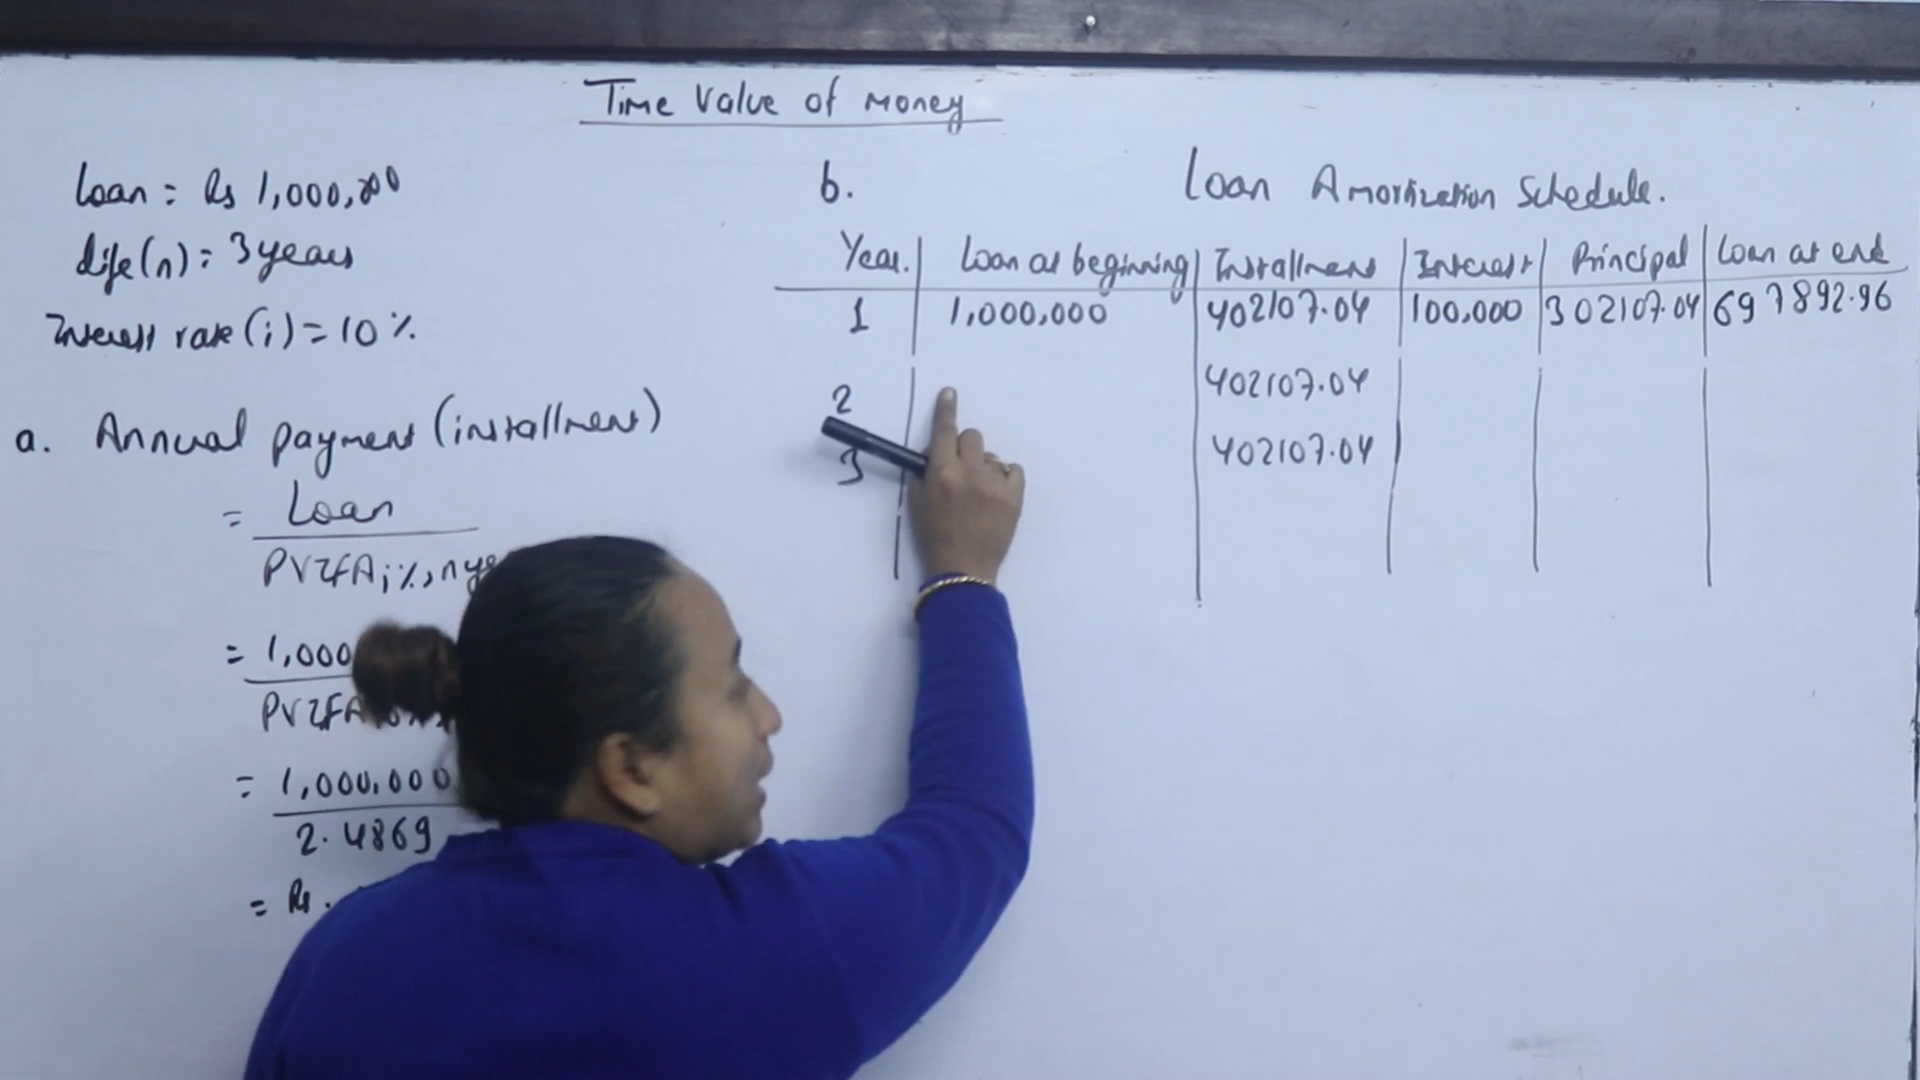 Time Value of money
Loan = Rs 1,000,000
Life(n) = 3 years
Interest rate (i) = 10%
a. Annual payment (installment)
= Loan
PVIFA i%, n ye
= 1,000
PVIFA
= 1,000,000
2.4869
= Rs.
b. Loan Amortization Schedule.
Year. Loan at beginning Installment Interest Principal Loan at end
1 1,000,000 402107.04 100,000 302107.04 697892.96
2 402107.04
3 402107.04